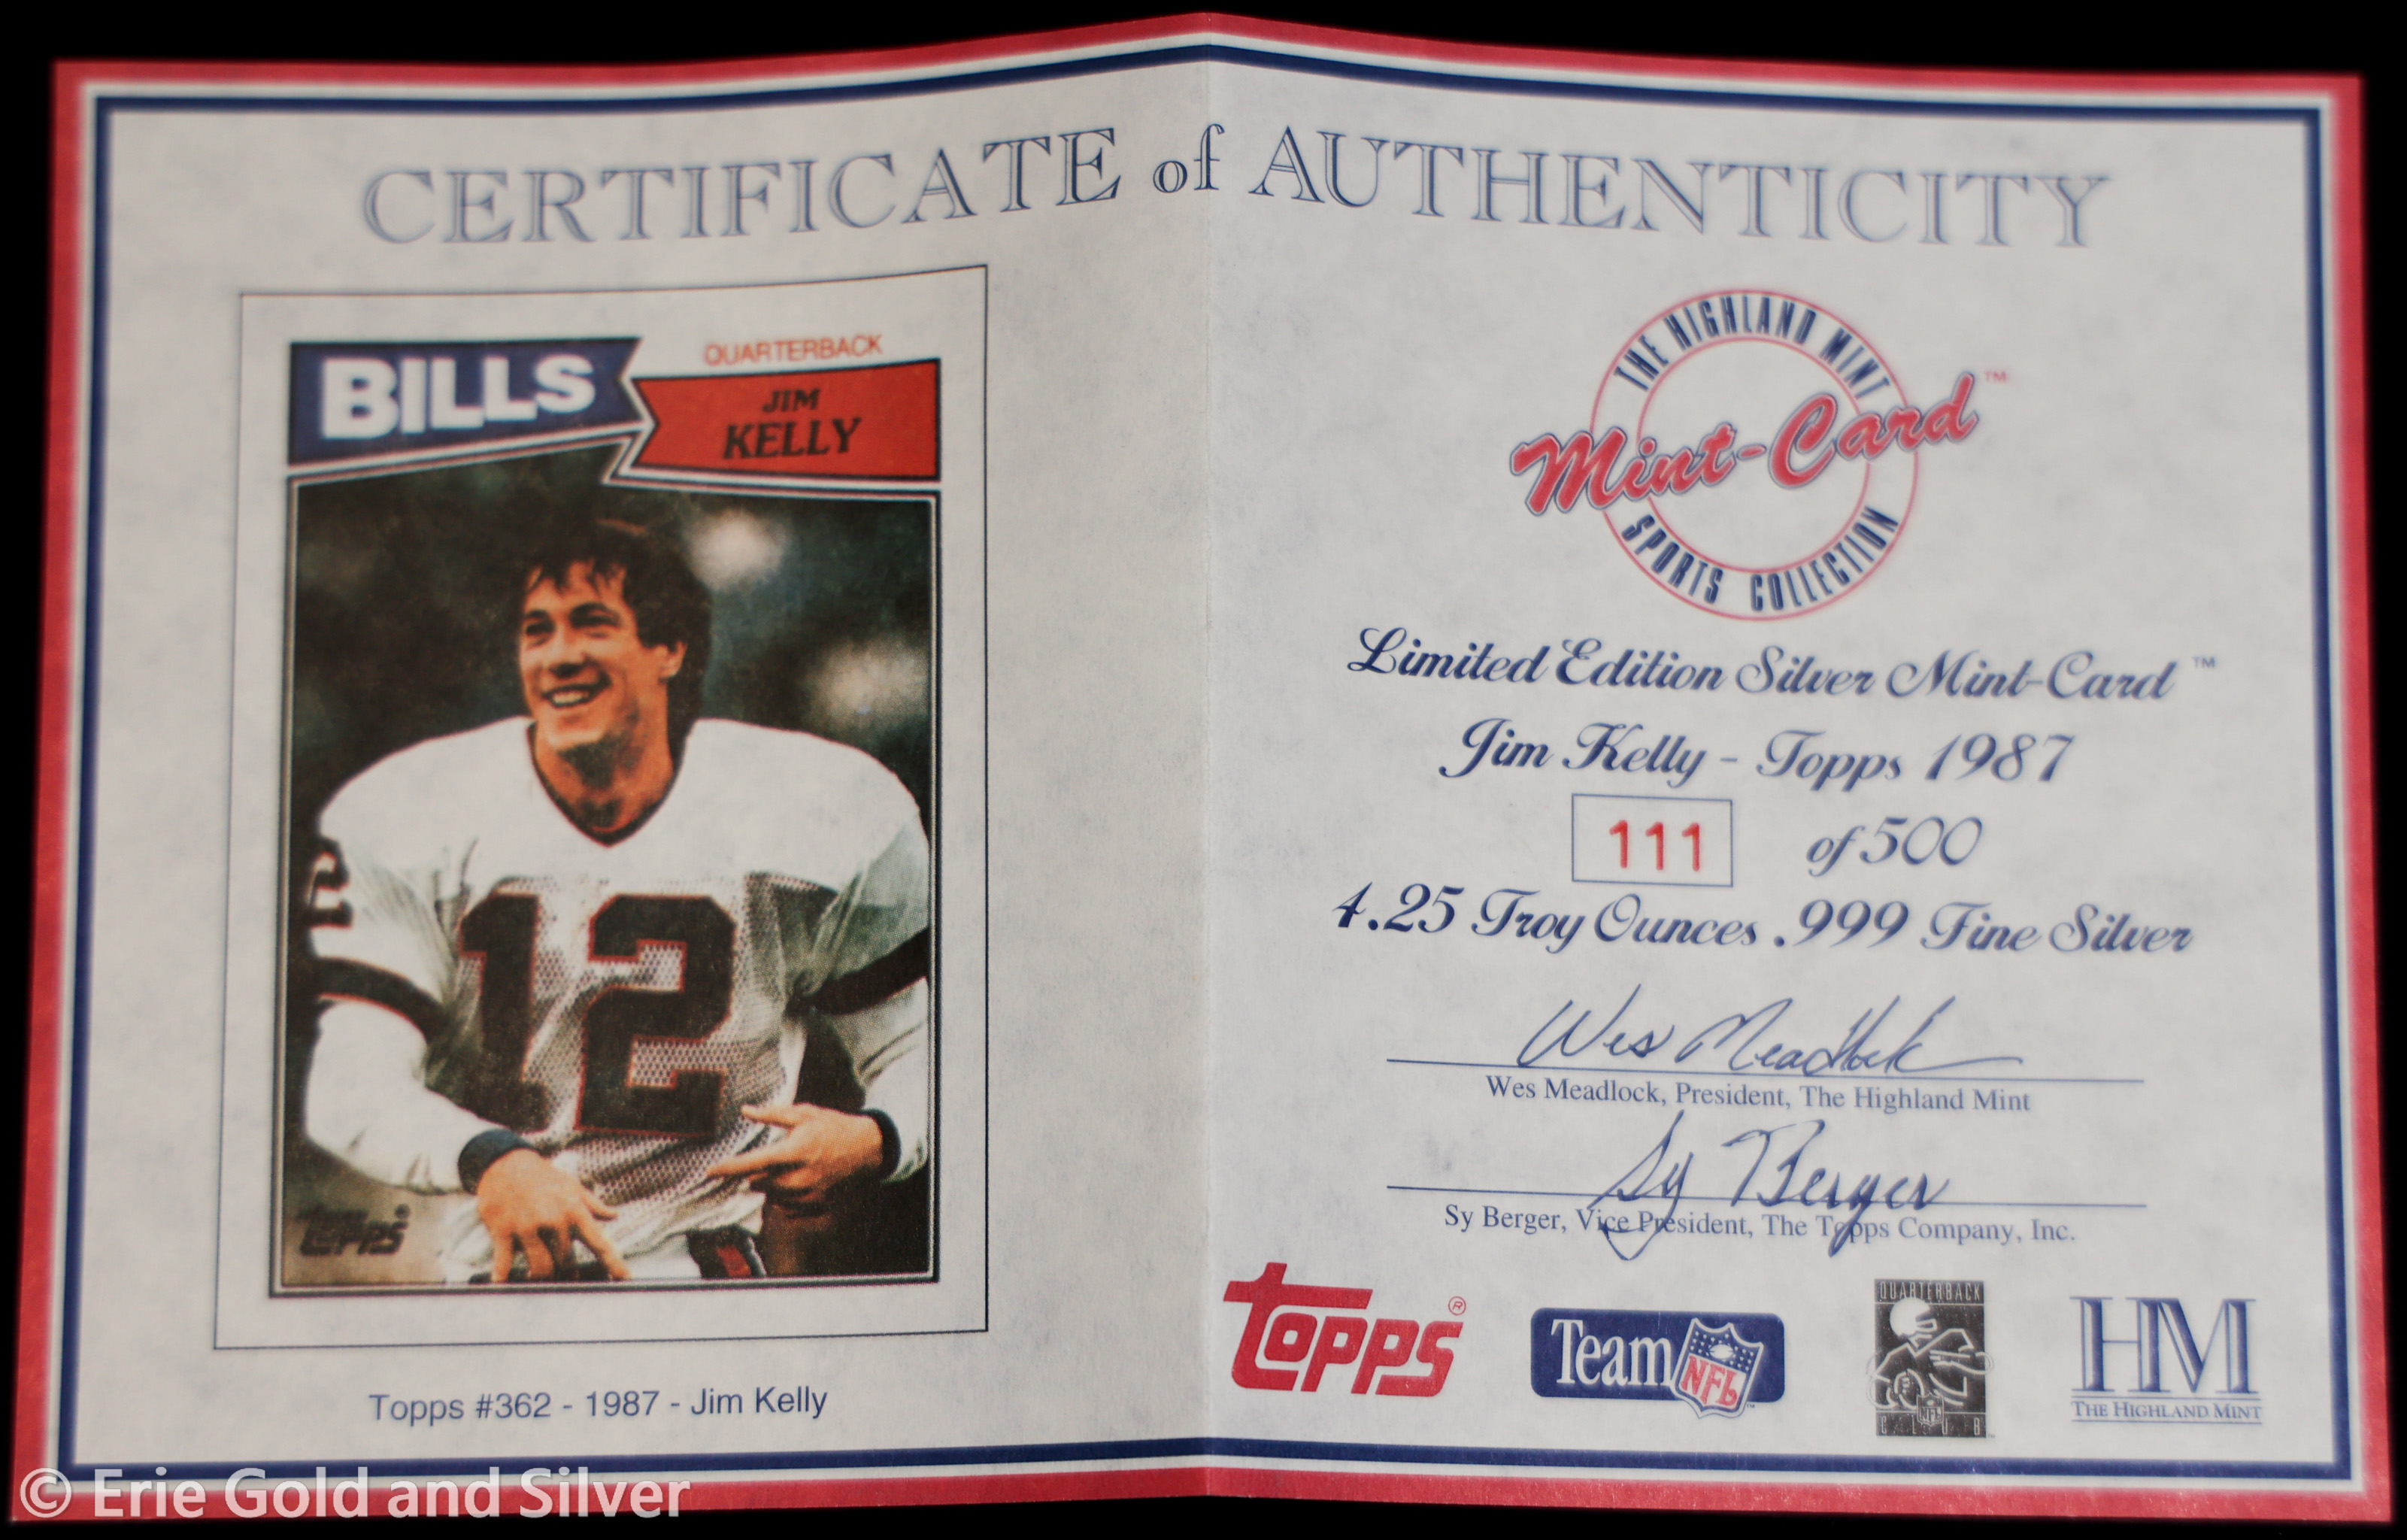 CERTIFICATE of AUTHENTICITY
BILLS
QUARTERBACK
JIM
KELLY
12
2
TOPPS®
Topps #362 - 1987 - Jim Kelly
THE HIGHLAND MINT
Mint-Card™
SPORTS COLLECTION
Limited Edition Silver Mint-Card™
Jim Kelly - Topps 1987
111 of 500
4.25 Troy Ounces .999 Fine Silver
Wes Meadlock
Wes Meadlock, President, The Highland Mint
Sy Berger
Sy Berger, Vice President, The Topps Company, Inc.
TOPPS®
Team NFL
QUARTERBACK
CLUB
HM
THE HIGHLAND MINT
© Erie Gold and Silver